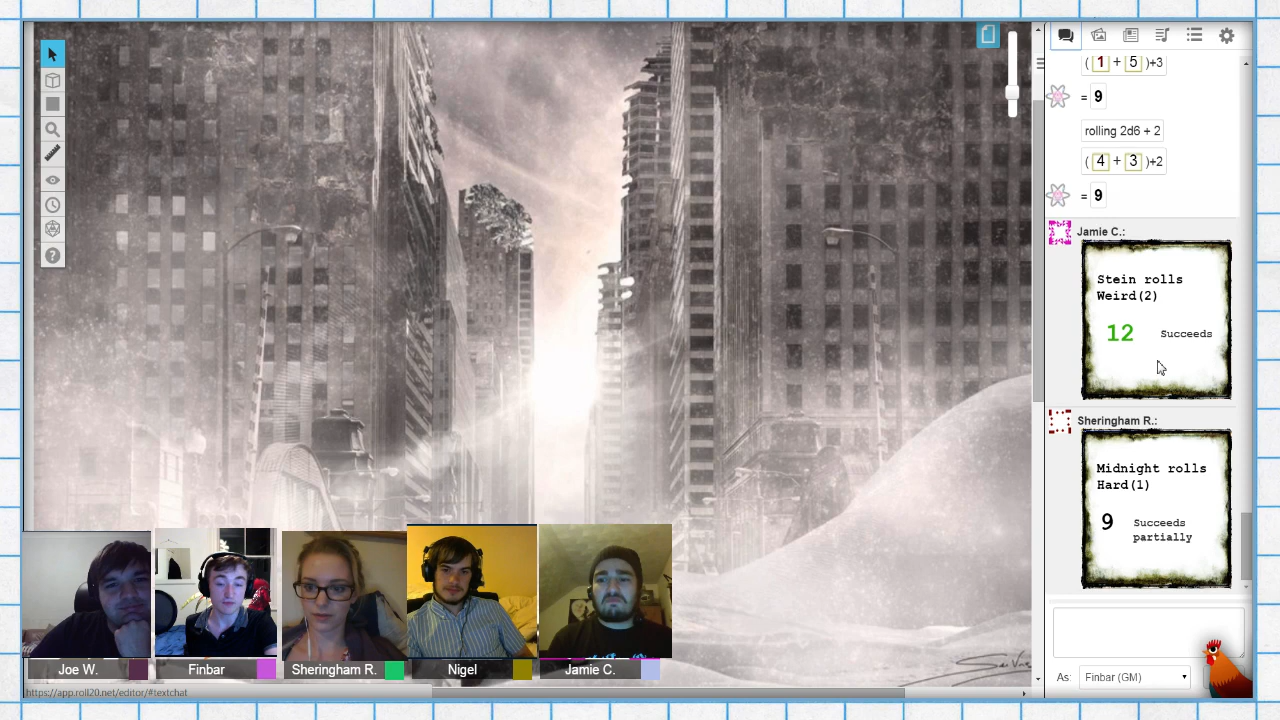 ( 1 + 5 )+3
= 9
rolling 2d6 + 2
( 4 + 3 )+2
= 9
Jamie C.:
Stein rolls
Weird(2)
12 Succeeds
Sheringham R.:
Midnight rolls
Hard(1)
9 Succeeds
partially
Joe W.
Finbar
Sheringham R.
Nigel
Jamie C.
As: Finbar (GM)
https://app.roll20.net/editor/#textchat